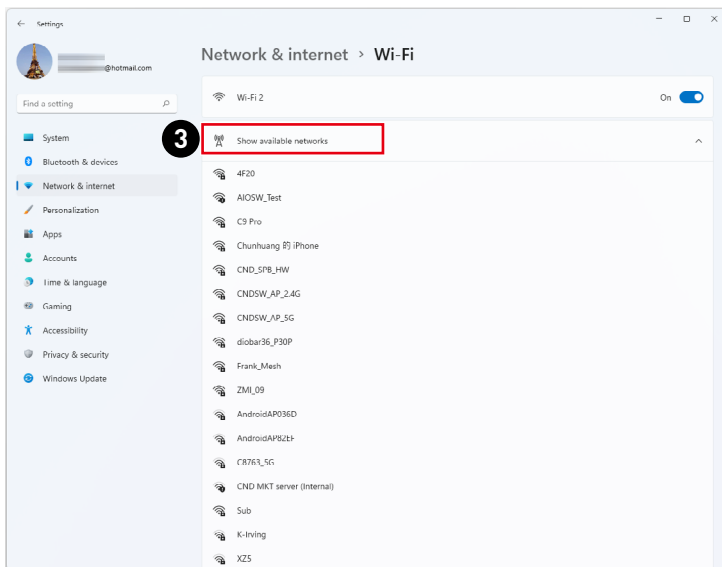 Settings
@hotmail.com
Find a setting
System
Bluetooth & devices
Network & internet
Personalization
Apps
Accounts
Time & language
Gaming
Accessibility
Privacy & security
Windows Update
Network & internet > Wi-Fi
Wi-Fi 2
On
3
Show available networks
4F20
AIOSW_Test
C9 Pro
Chunhuang 的 iPhone
CND_SPB_HW
CNDSW_AP_2.4G
CNDSW_AP_5G
diobar36_P30P
Frank_Mesh
ZMI_09
AndroidAP036D
AndroidAP82EF
C8763_5G
CND MKT server (Internal)
Sub
K-Irving
XZ5